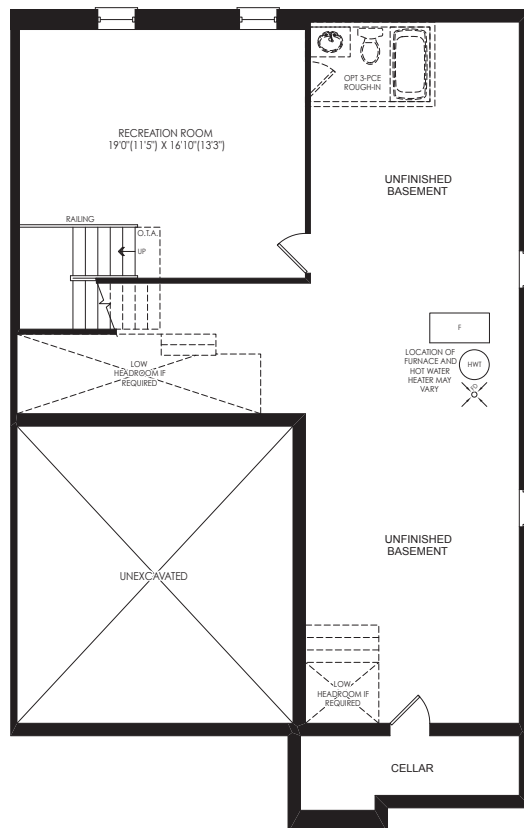 OPT 3-PCE
ROUGH-IN
RECREATION ROOM
19'0"(11'5") X 16'10"(13'3")
UNFINISHED
BASEMENT
RAILING
O.T.A.
UP
F
LOCATION OF
FURNACE AND
HOT WATER
HEATER MAY
VARY
HWT
FD
LOW
HEADROOM IF
REQUIRED
UNFINISHED
BASEMENT
UNEXCAVATED
LOW
HEADROOM IF
REQUIRED
CELLAR